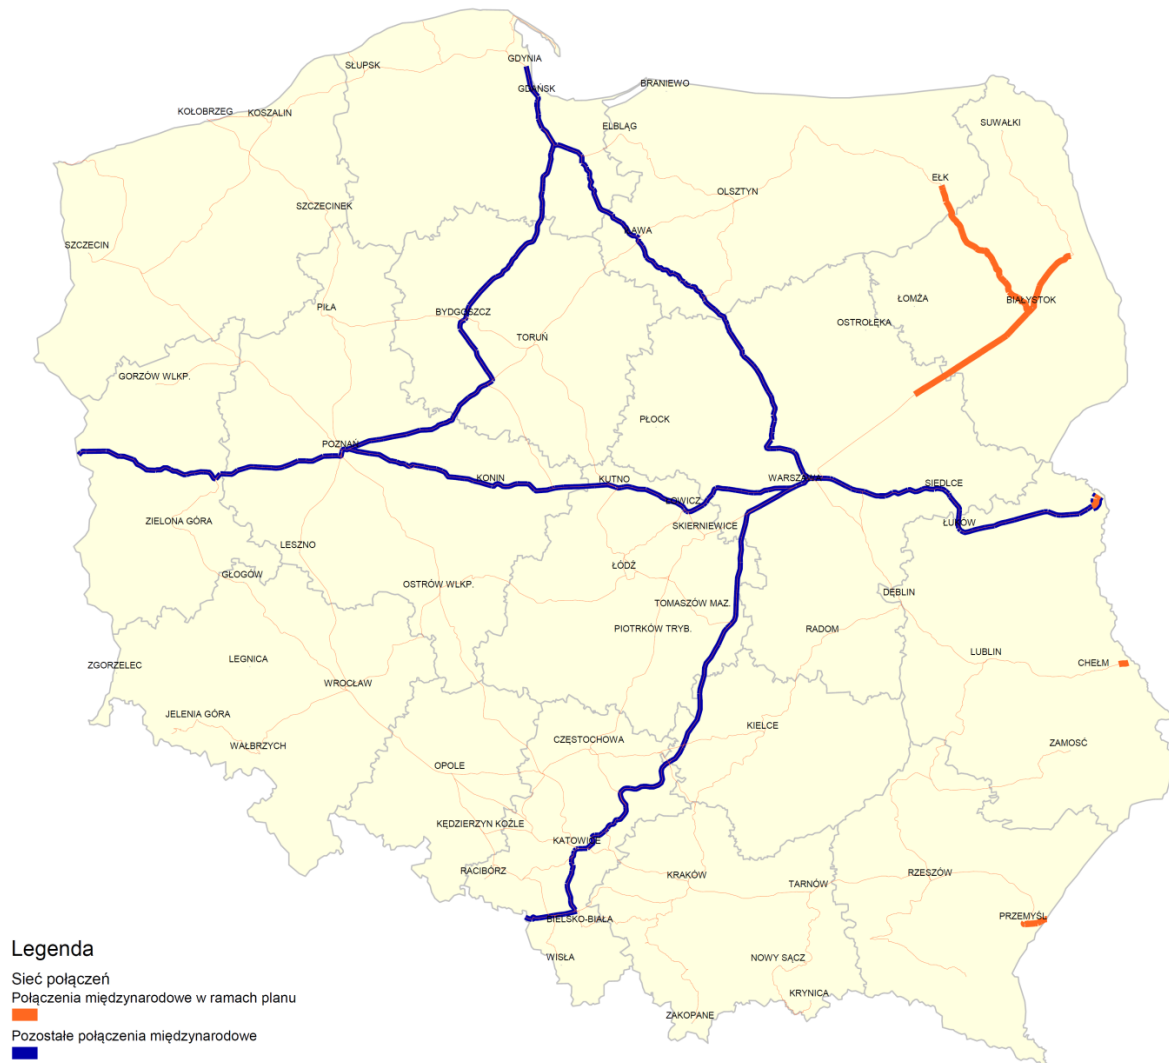 GDYNIA
SŁUPSK
GDAŃSK
BRANIEWO
KOŁOBRZEG
KOSZALIN
SUWAŁKI
ELBLĄG
EŁK
OLSZTYN
SZCZECINEK
IŁAWA
SZCZECIN
ŁOMŻA
BIAŁYSTOK
PIŁA
BYDGOSZCZ
OSTROŁĘKA
TORUŃ
GORZÓW WLKP.
PŁOCK
POZNAŃ
KONIN
KUTNO
WARSZAWA
SIEDLCE
ŁOWICZ
ZIELONA GÓRA
SKIERNIEWICE
ŁUKÓW
LESZNO
ŁÓDŹ
GŁOGÓW
OSTRÓW WLKP.
DĘBLIN
TOMASZÓW MAZ.
PIOTRKÓW TRYB.
RADOM
LUBLIN
ZGORZELEC
LEGNICA
CHEŁM
WROCŁAW
JELENIA GÓRA
KIELCE
CZĘSTOCHOWA
WAŁBRZYCH
ZAMOŚĆ
OPOLE
KĘDZIERZYN KOŹLE
KATOWICE
RACIBÓRZ
KRAKÓW
TARNÓW
RZESZÓW
BIELSKO-BIAŁA
PRZEMYŚL
WISŁA
NOWY SĄCZ
KRYNICA
ZAKOPANE
Legenda
Sieć połączeń
Połączenia międzynarodowe w ramach planu
Pozostałe połączenia międzynarodowe